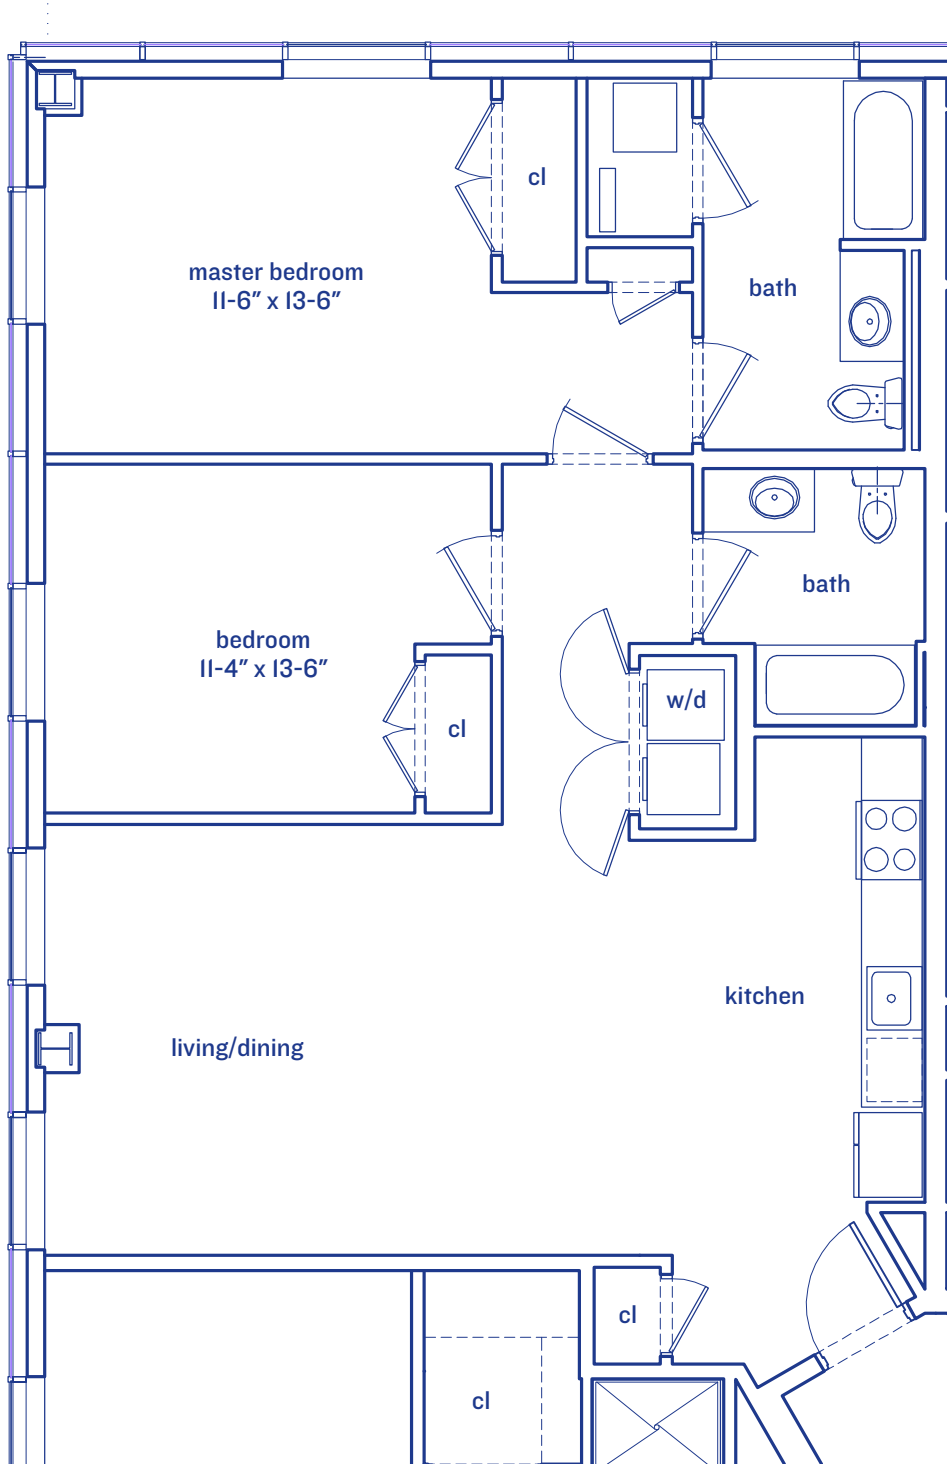 cl
master bedroom
11-6” x 13-6”
bath
bath
bedroom
11-4” x 13-6”
w/d
cl
kitchen
living/dining
cl
cl